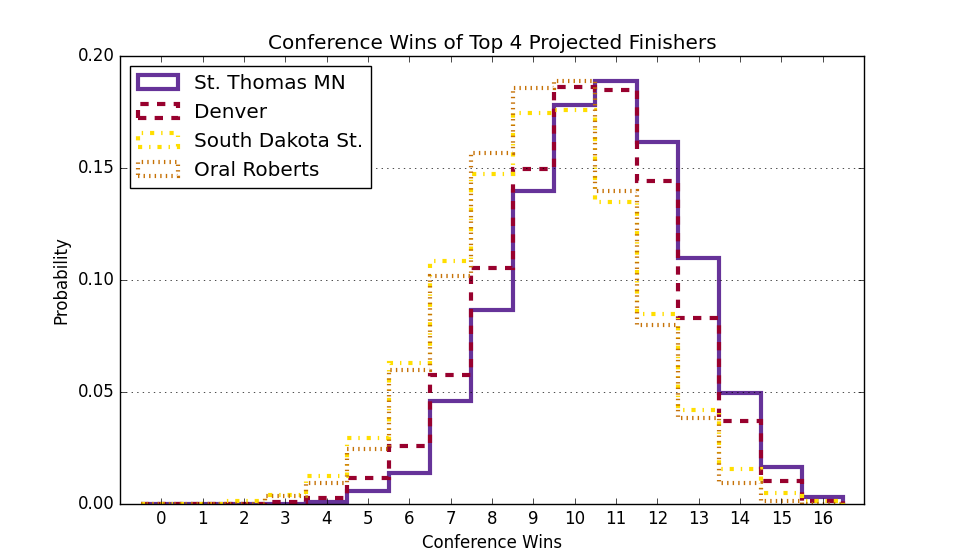 Conference Wins of Top 4 Projected Finishers
St. Thomas MN
Denver
South Dakota St.
Oral Roberts
0.20
0.15
0.10
0.05
0.00
Probability
0 1 2 3 4 5 6 7 8 9 10 11 12 13 14 15 16
Conference Wins